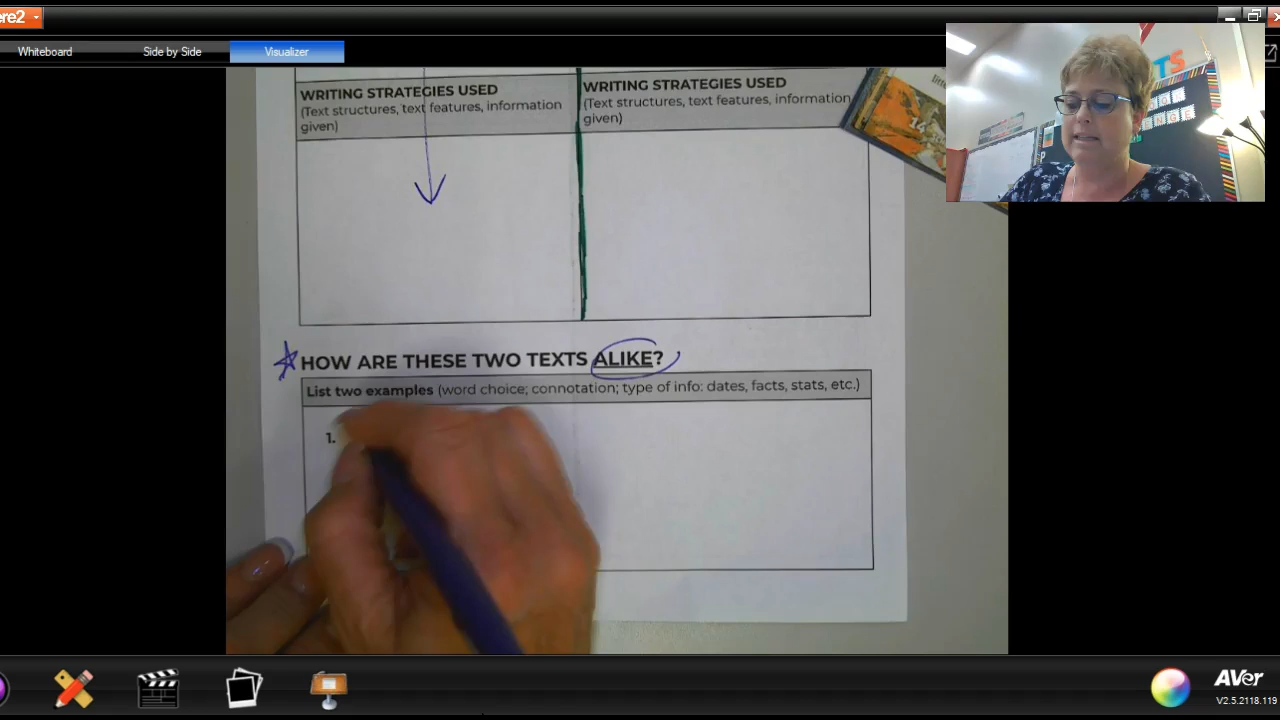 ere2
Whiteboard
Side by Side
Visualizer
WRITING STRATEGIES USED
(Text structures, text features, information
given)
WRITING STRATEGIES USED
(Text structures, text features, information
given)
14
HOW ARE THESE TWO TEXTS ALIKE?
List two examples (word choice; connotation; type of info: dates, facts, stats, etc.)
1.
AVer
V2.5.2118.119